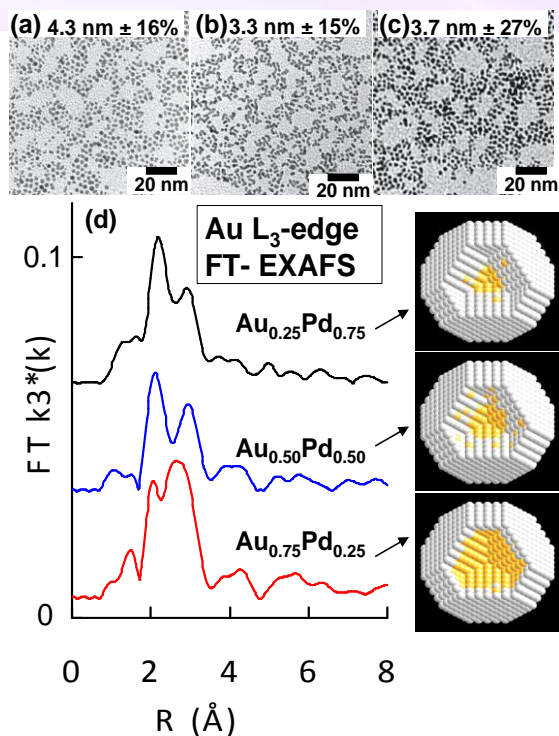 (a) 4.3 nm ± 16%
(b) 3.3 nm ± 15%
(c) 3.7 nm ± 27%
20 nm
20 nm
20 nm
(d)
Au L₃-edge
FT- EXAFS
0.1
Au₀.₂₅Pd₀.₇₅
Au₀.₅₀Pd₀.₅₀
Au₀.₇₅Pd₀.₂₅
FT k3*(k)
0
0 2 4 6 8
R (Å)